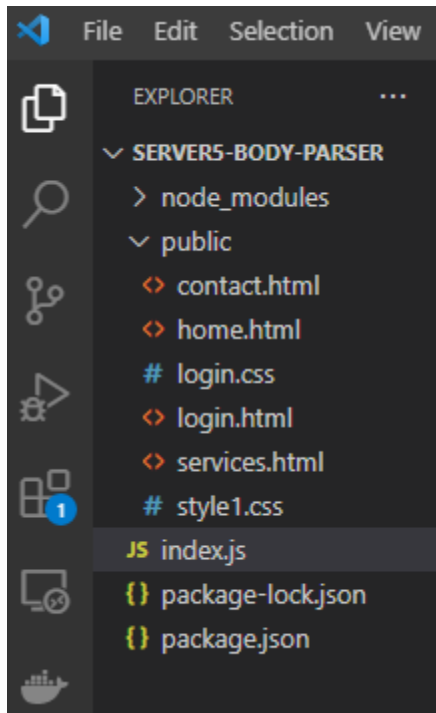 File Edit Selection View
EXPLORER ...
SERVER5-BODY-PARSER
node_modules
public
<> contact.html
<> home.html
# login.css
<> login.html
<> services.html
# style1.css
JS index.js
{} package-lock.json
{} package.json
1